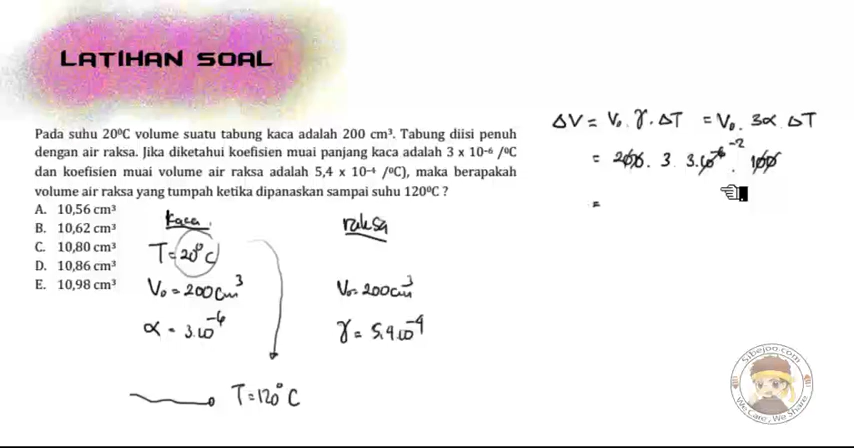 LATIHAN SOAL
Pada suhu 20⁰C volume suatu tabung kaca adalah 200 cm³. Tabung diisi penuh
dengan air raksa. Jika diketahui koefisien muai panjang kaca adalah 3 x 10⁻⁶ /⁰C
dan koefisien muai volume air raksa adalah 5,4 x 10⁻⁴ /⁰C), maka berapakah
volume air raksa yang tumpah ketika dipanaskan sampai suhu 120⁰C ?
A. 10,56 cm³
B. 10,62 cm³
C. 10,80 cm³
D. 10,86 cm³
E. 10,98 cm³
kaca
T = 20°C
V₀ = 200 cm³
α = 3.10⁻⁶
T = 120°C
raksa
V₀ = 200 cm³
γ = 5,4.10⁻⁴
ΔV = V₀ . γ . ΔT = V₀ . 3α . ΔT
= 200 . 3 . 3.10⁻⁶ ⁻² . 100
=
Sibejoo.com
We Care, We Share